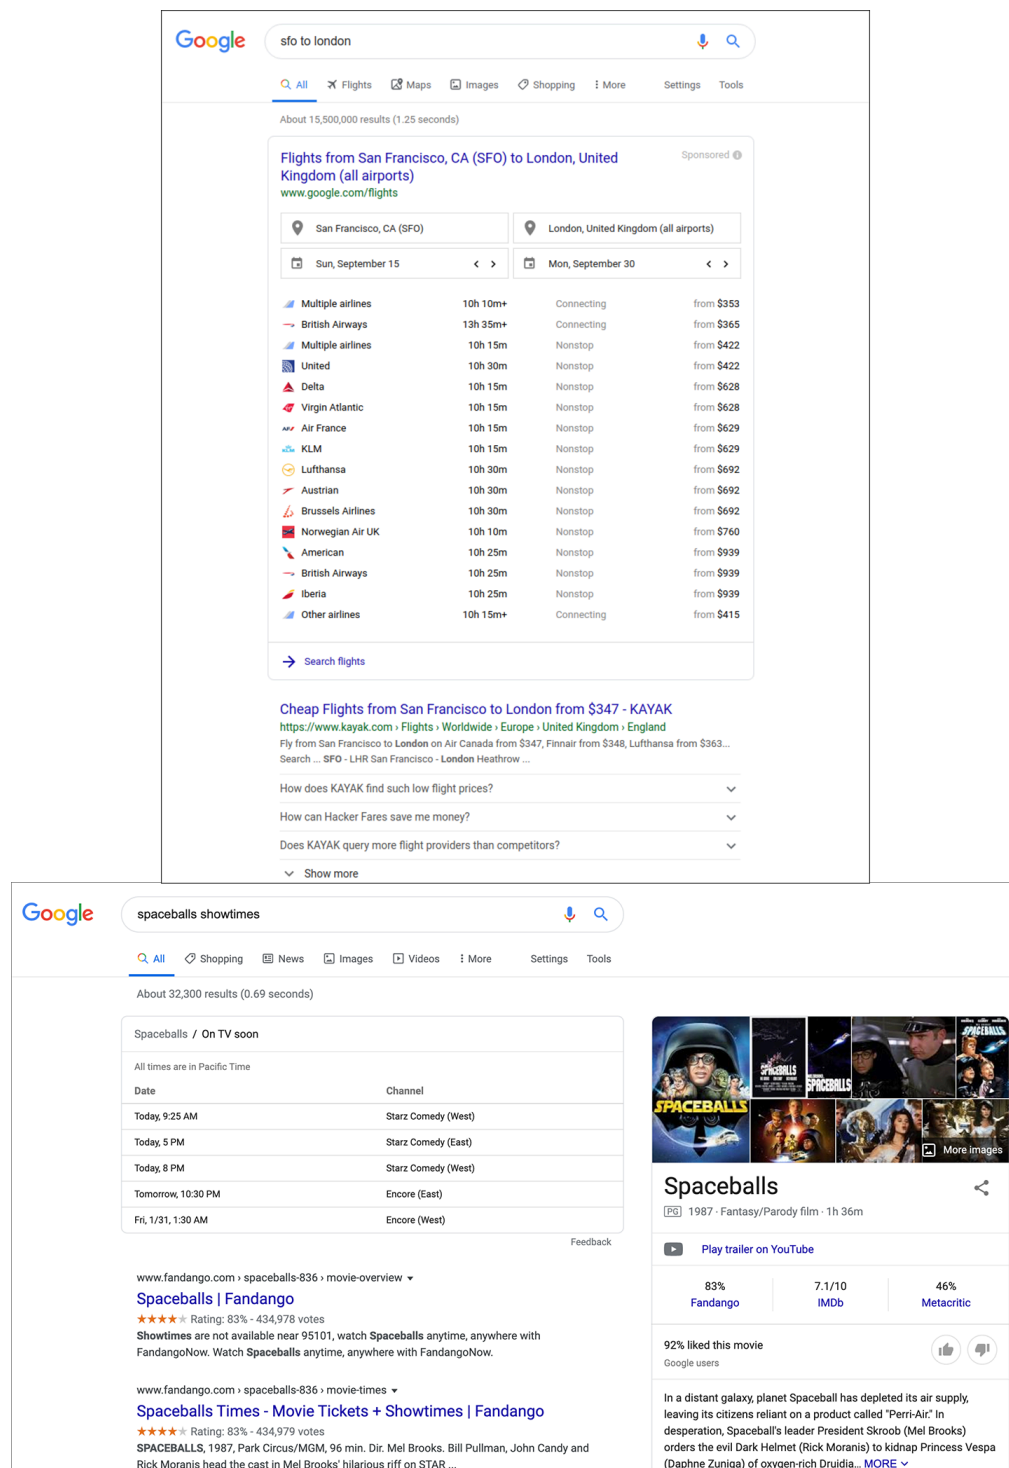 Google
sfo to london
All Flights Maps Images Shopping More Settings Tools
About 15,500,000 results (1.25 seconds)
Flights from San Francisco, CA (SFO) to London, United
Kingdom (all airports)
Sponsored
www.google.com/flights
San Francisco, CA (SFO) London, United Kingdom (all airports)
Sun, September 15 < > Mon, September 30 < >
Multiple airlines 10h 10m+ Connecting from $353
British Airways 13h 35m+ Connecting from $365
Multiple airlines 10h 15m Nonstop from $422
United 10h 30m Nonstop from $422
Delta 10h 15m Nonstop from $628
Virgin Atlantic 10h 15m Nonstop from $628
Air France 10h 15m Nonstop from $629
KLM 10h 15m Nonstop from $629
Lufthansa 10h 30m Nonstop from $692
Austrian 10h 30m Nonstop from $692
Brussels Airlines 10h 30m Nonstop from $692
Norwegian Air UK 10h 10m Nonstop from $760
American 10h 25m Nonstop from $939
British Airways 10h 25m Nonstop from $939
Iberia 10h 25m Nonstop from $939
Other airlines 10h 15m+ Connecting from $415
Search flights
Cheap Flights from San Francisco to London from $347 - KAYAK
https://www.kayak.com › Flights › Worldwide › Europe › United Kingdom › England
Fly from San Francisco to London on Air Canada from $347, Finnair from $348, Lufthansa from $363...
Search ... SFO - LHR San Francisco - London Heathrow ...
How does KAYAK find such low flight prices?
How can Hacker Fares save me money?
Does KAYAK query more flight providers than competitors?
Show more
Google
spaceballs showtimes
All Shopping News Images Videos More Settings Tools
About 32,300 results (0.69 seconds)
Spaceballs / On TV soon
All times are in Pacific Time
Date Channel
Today, 9:25 AM Starz Comedy (West)
Today, 5 PM Starz Comedy (East)
Today, 8 PM Starz Comedy (West)
Tomorrow, 10:30 PM Encore (East)
Fri, 1/31, 1:30 AM Encore (West)
Feedback
www.fandango.com › spaceballs-836 › movie-overview
Spaceballs | Fandango
Rating: 83% - 434,978 votes
Showtimes are not available near 95101, watch Spaceballs anytime, anywhere with
FandangoNow. Watch Spaceballs anytime, anywhere with FandangoNow.
www.fandango.com › spaceballs-836 › movie-times
Spaceballs Times - Movie Tickets + Showtimes | Fandango
Rating: 83% - 434,979 votes
SPACEBALLS, 1987, Park Circus/MGM, 96 min. Dir. Mel Brooks. Bill Pullman, John Candy and
Rick Moranis head the cast in Mel Brooks' hilarious riff on STAR ...
SPACEBALLS
SPACEBALLS
SPACEBALLS
SPACEBALLS
More images
Spaceballs
PG 1987 · Fantasy/Parody film · 1h 36m
Play trailer on YouTube
83% 7.1/10 46%
Fandango IMDb Metacritic
92% liked this movie
Google users
In a distant galaxy, planet Spaceball has depleted its air supply,
leaving its citizens reliant on a product called "Perri-Air." In
desperation, Spaceball's leader President Skroob (Mel Brooks)
orders the evil Dark Helmet (Rick Moranis) to kidnap Princess Vespa
(Daphne Zuniga) of oxygen-rich Druidia... MORE